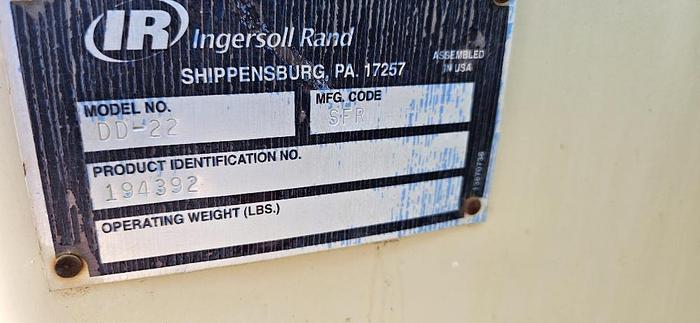 IR Ingersoll Rand
SHIPPENSBURG, PA. 17257
ASSEMBLED
IN USA
MODEL NO.
DD-22
MFG. CODE
SFR
PRODUCT IDENTIFICATION NO.
194392
OPERATING WEIGHT (LBS.)